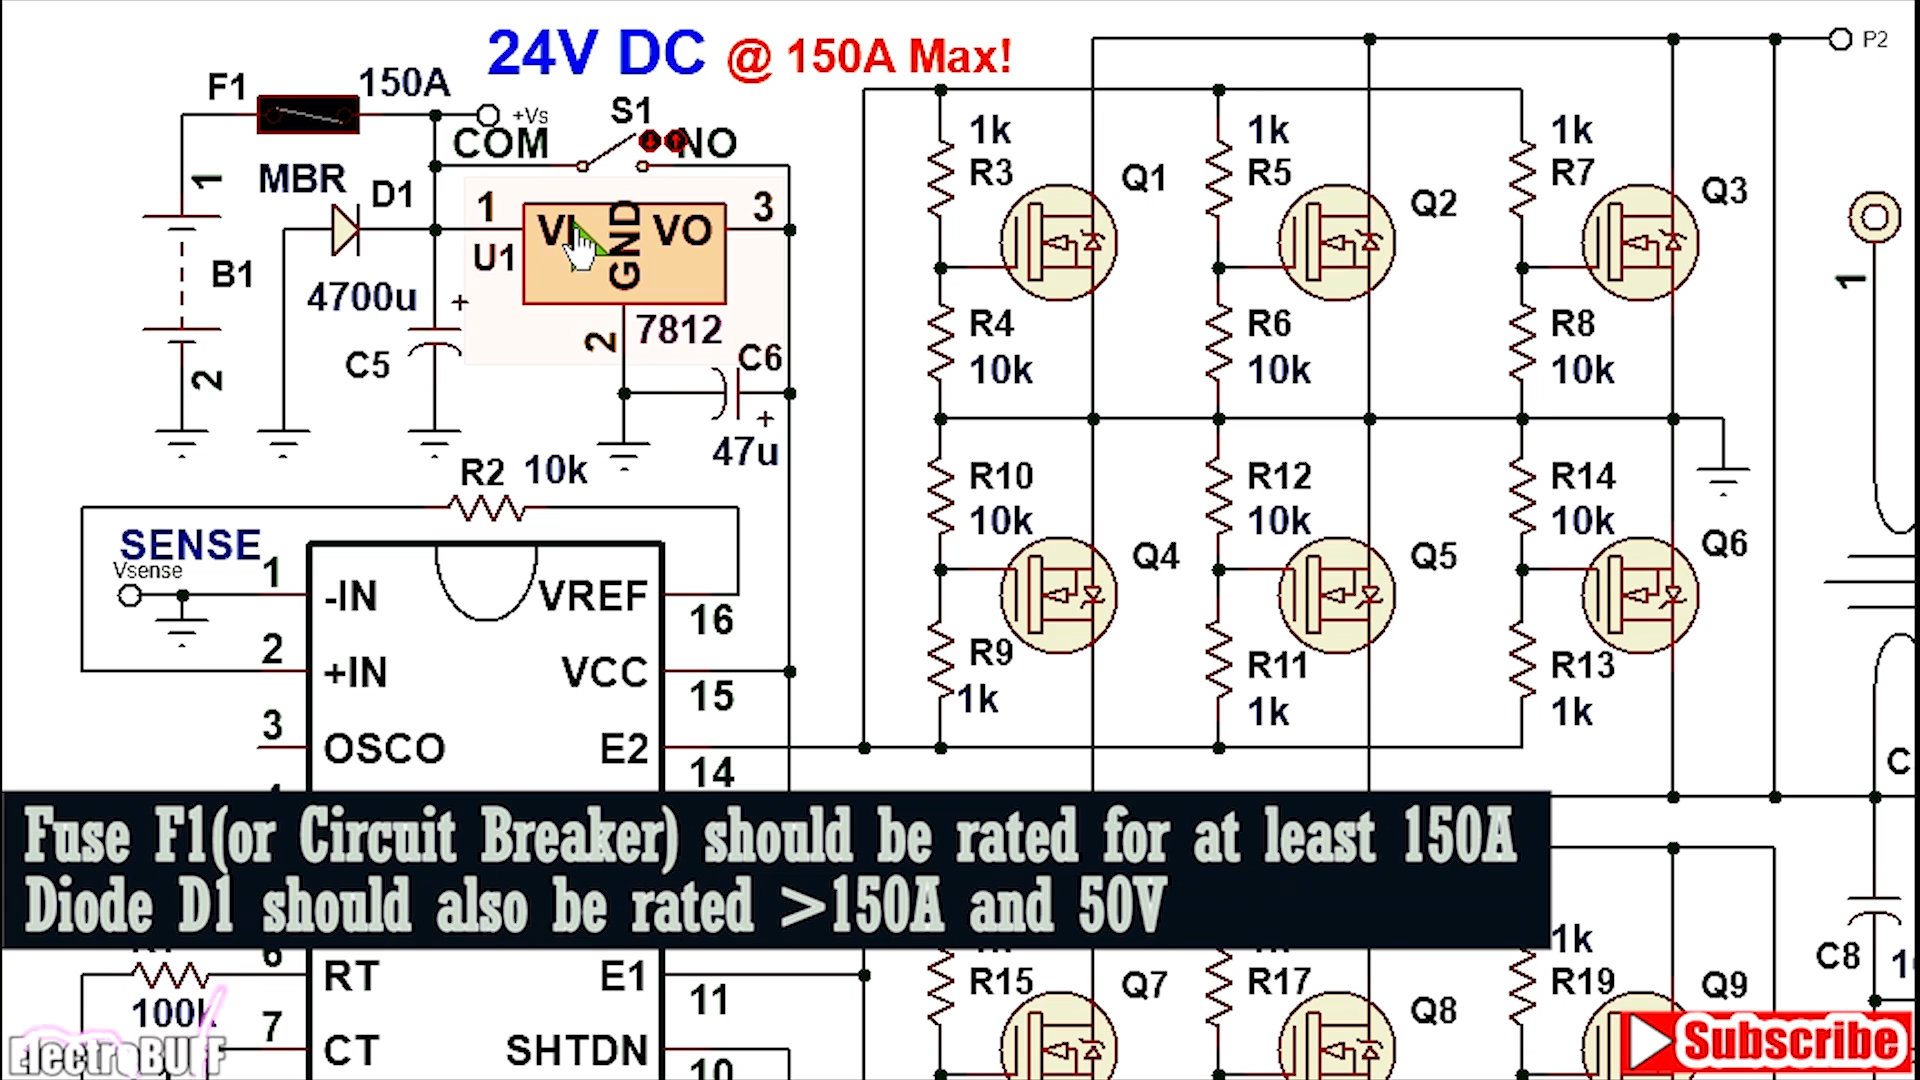 24V DC @ 150A Max!
P2
F1
150A
+Vs
S1
COM
NO
1k
R3
Q1
1k
R5
Q2
1k
R7
Q3
1
MBR
D1
1
VI
GND
VO
3
U1
B1
4700u
+
2
7812
C6
C5
2
+
47u
R4
10k
R6
10k
R8
10k
1
R2
10k
R10
10k
R12
10k
R14
10k
SENSE
Vsense
1
-IN
VREF
16
Q4
Q5
Q6
2
+IN
VCC
15
R9
1k
R11
1k
R13
1k
3
OSCO
E2
14
C
Fuse F1(or Circuit Breaker) should be rated for at least 150A
Diode D1 should also be rated >150A and 50V
6
RT
E1
11
100k
R15
Q7
R17
Q8
1k
R19
Q9
C8
7
CT
SHTDN
10
ElectroBUFF
Subscribe